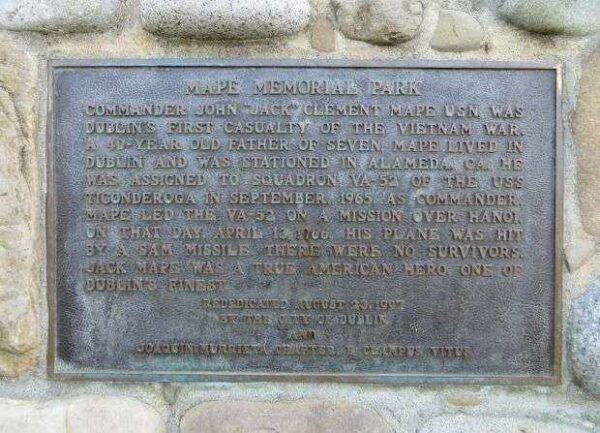 MAPE MEMORIAL PARK
COMMANDER JOHN "JACK" CLEMENT MAPE USN, WAS
DUBLIN'S FIRST CASUALTY OF THE VIETNAM WAR.
A 40-YEAR OLD FATHER OF SEVEN, MAPE LIVED IN
DUBLIN AND WAS STATIONED IN ALAMEDA, CA. HE
WAS ASSIGNED TO SQUADRON VA-52 OF THE USS
TICONDEROGA IN SEPTEMBER, 1965. AS COMMANDER,
MAPE LED THE VA-52 ON A MISSION OVER HANOI.
ON THAT DAY, APRIL 13, 1966, HIS PLANE WAS HIT
BY A SAM MISSILE. THERE WERE NO SURVIVORS.
JACK MAPE WAS A TRUE AMERICAN HERO, ONE OF
DUBLIN'S FINEST.
REDEDICATED AUGUST 23, 1997
BY THE CITY OF DUBLIN
AND
JOAQUIN MURRIETA CHAPTER, E CLAMPUS VITUS